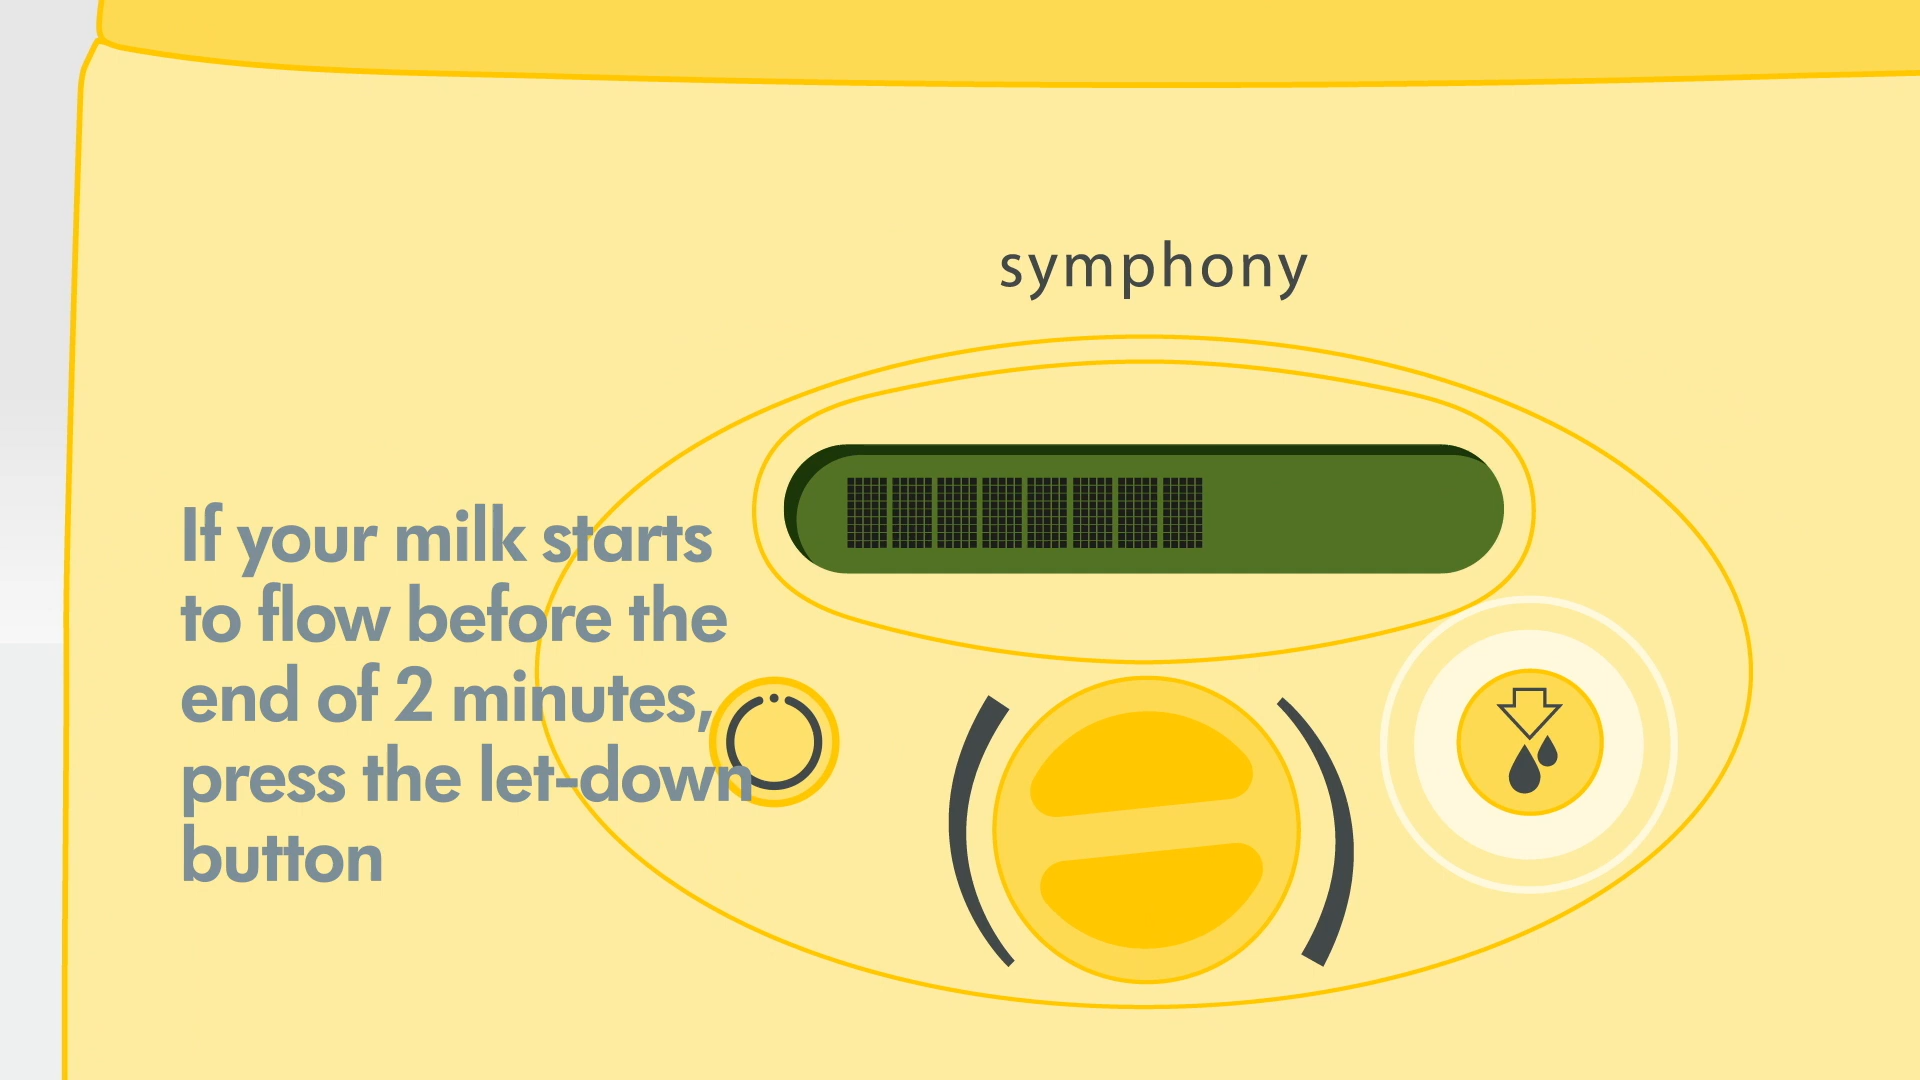 symphony
If your milk starts
to flow before the
end of 2 minutes,
press the let-down
button